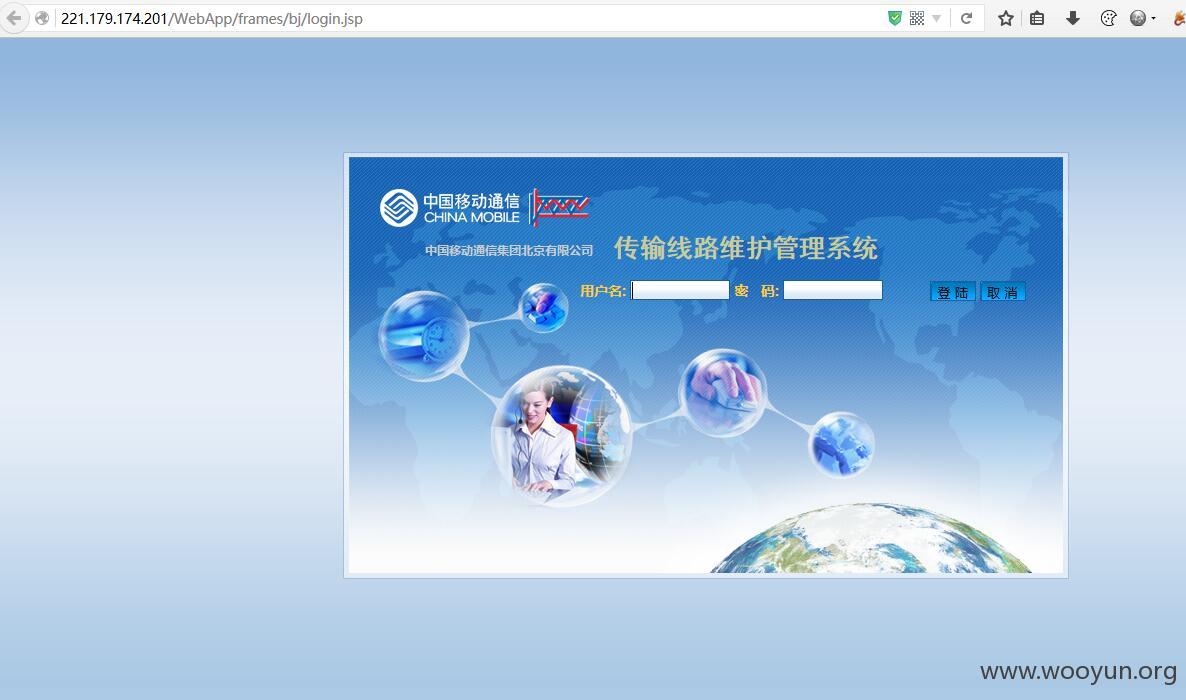 221.179.174.201/WebApp/frames/bj/login.jsp
中国移动通信
CHINA MOBILE
中国移动通信集团北京有限公司
传输线路维护管理系统
用户名: 密 码: 登 陆 取 消
www.wooyun.org